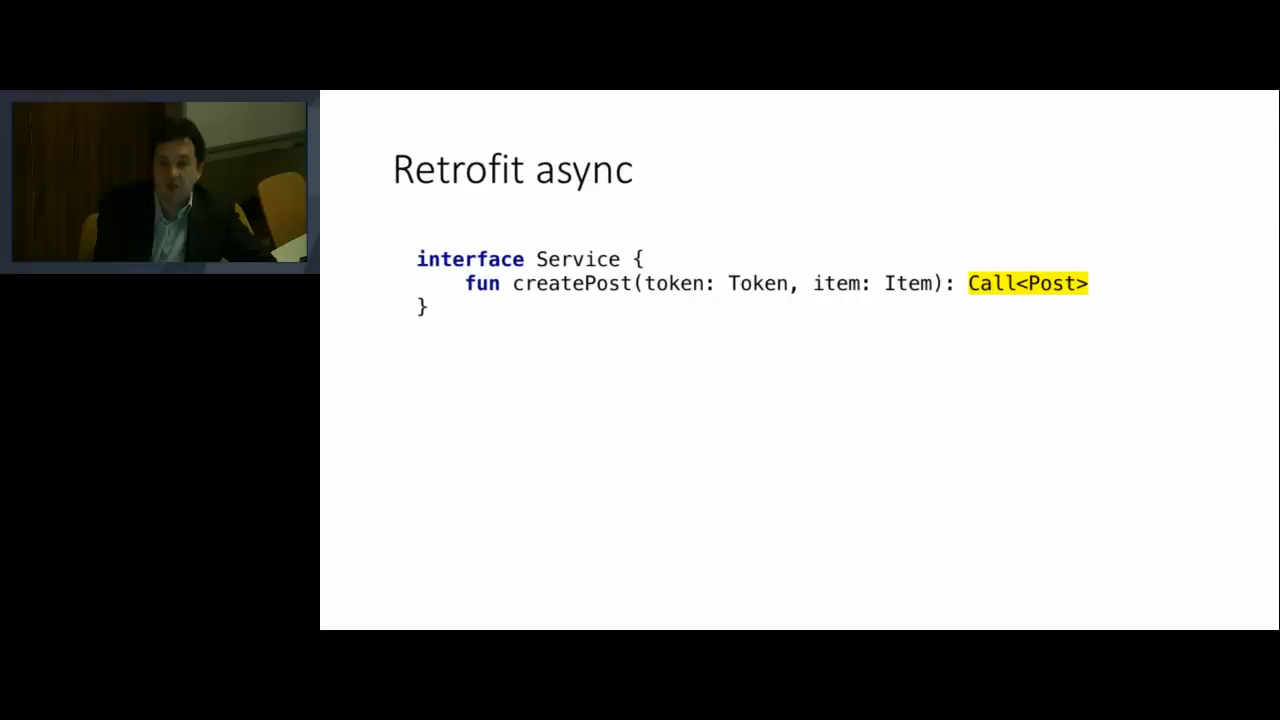 Retrofit async
interface Service {
    fun createPost(token: Token, item: Item): Call<Post>
}